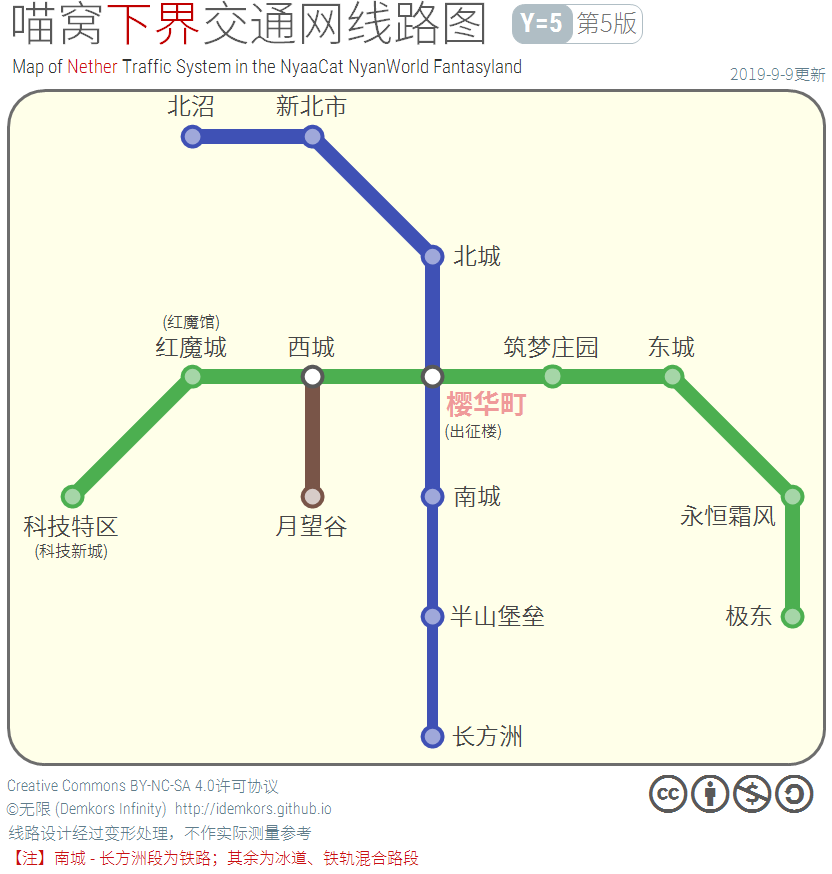 喵窝下界交通网线路图
Y=5 第5版
Map of Nether Traffic System in the NyaaCat NyanWorld Fantasyland
2019-9-9更新
北沼
新北市
北城
(红魔馆)
红魔城
西城
筑梦庄园
东城
樱华町
(出征楼)
科技特区
(科技新城)
月望谷
南城
永恒霜风
半山堡垒
极东
长方洲
Creative Commons BY-NC-SA 4.0许可协议
cc
©无限 (Demkors Infinity) http://idemkors.github.io
线路设计经过变形处理，不作实际测量参考
【注】南城 - 长方洲段为铁路；其余为冰道、铁轨混合路段